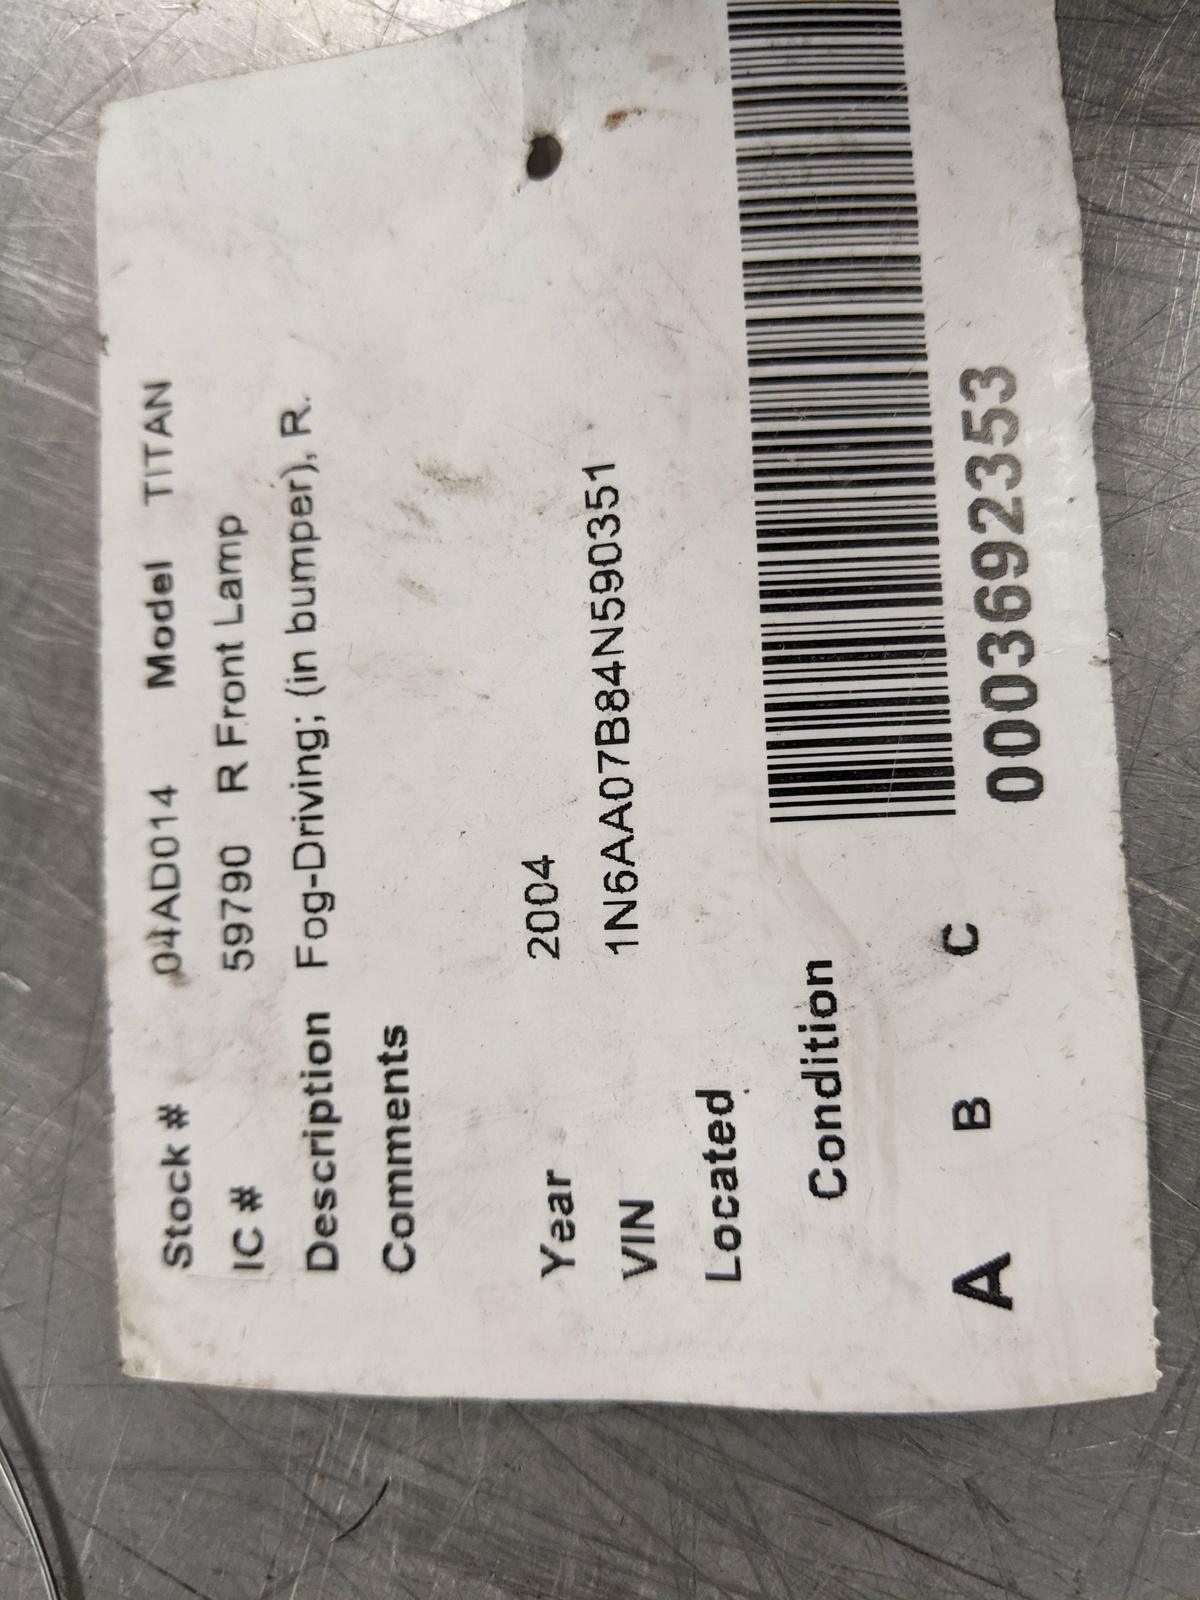 Stock # 04AD014 Model TITAN
IC # 59790 R Front Lamp
Description Fog-Driving; (in bumper), R.
Comments
Year 2004
VIN 1N6AA07B84N590351
Located
Condition
A B C
0003692353